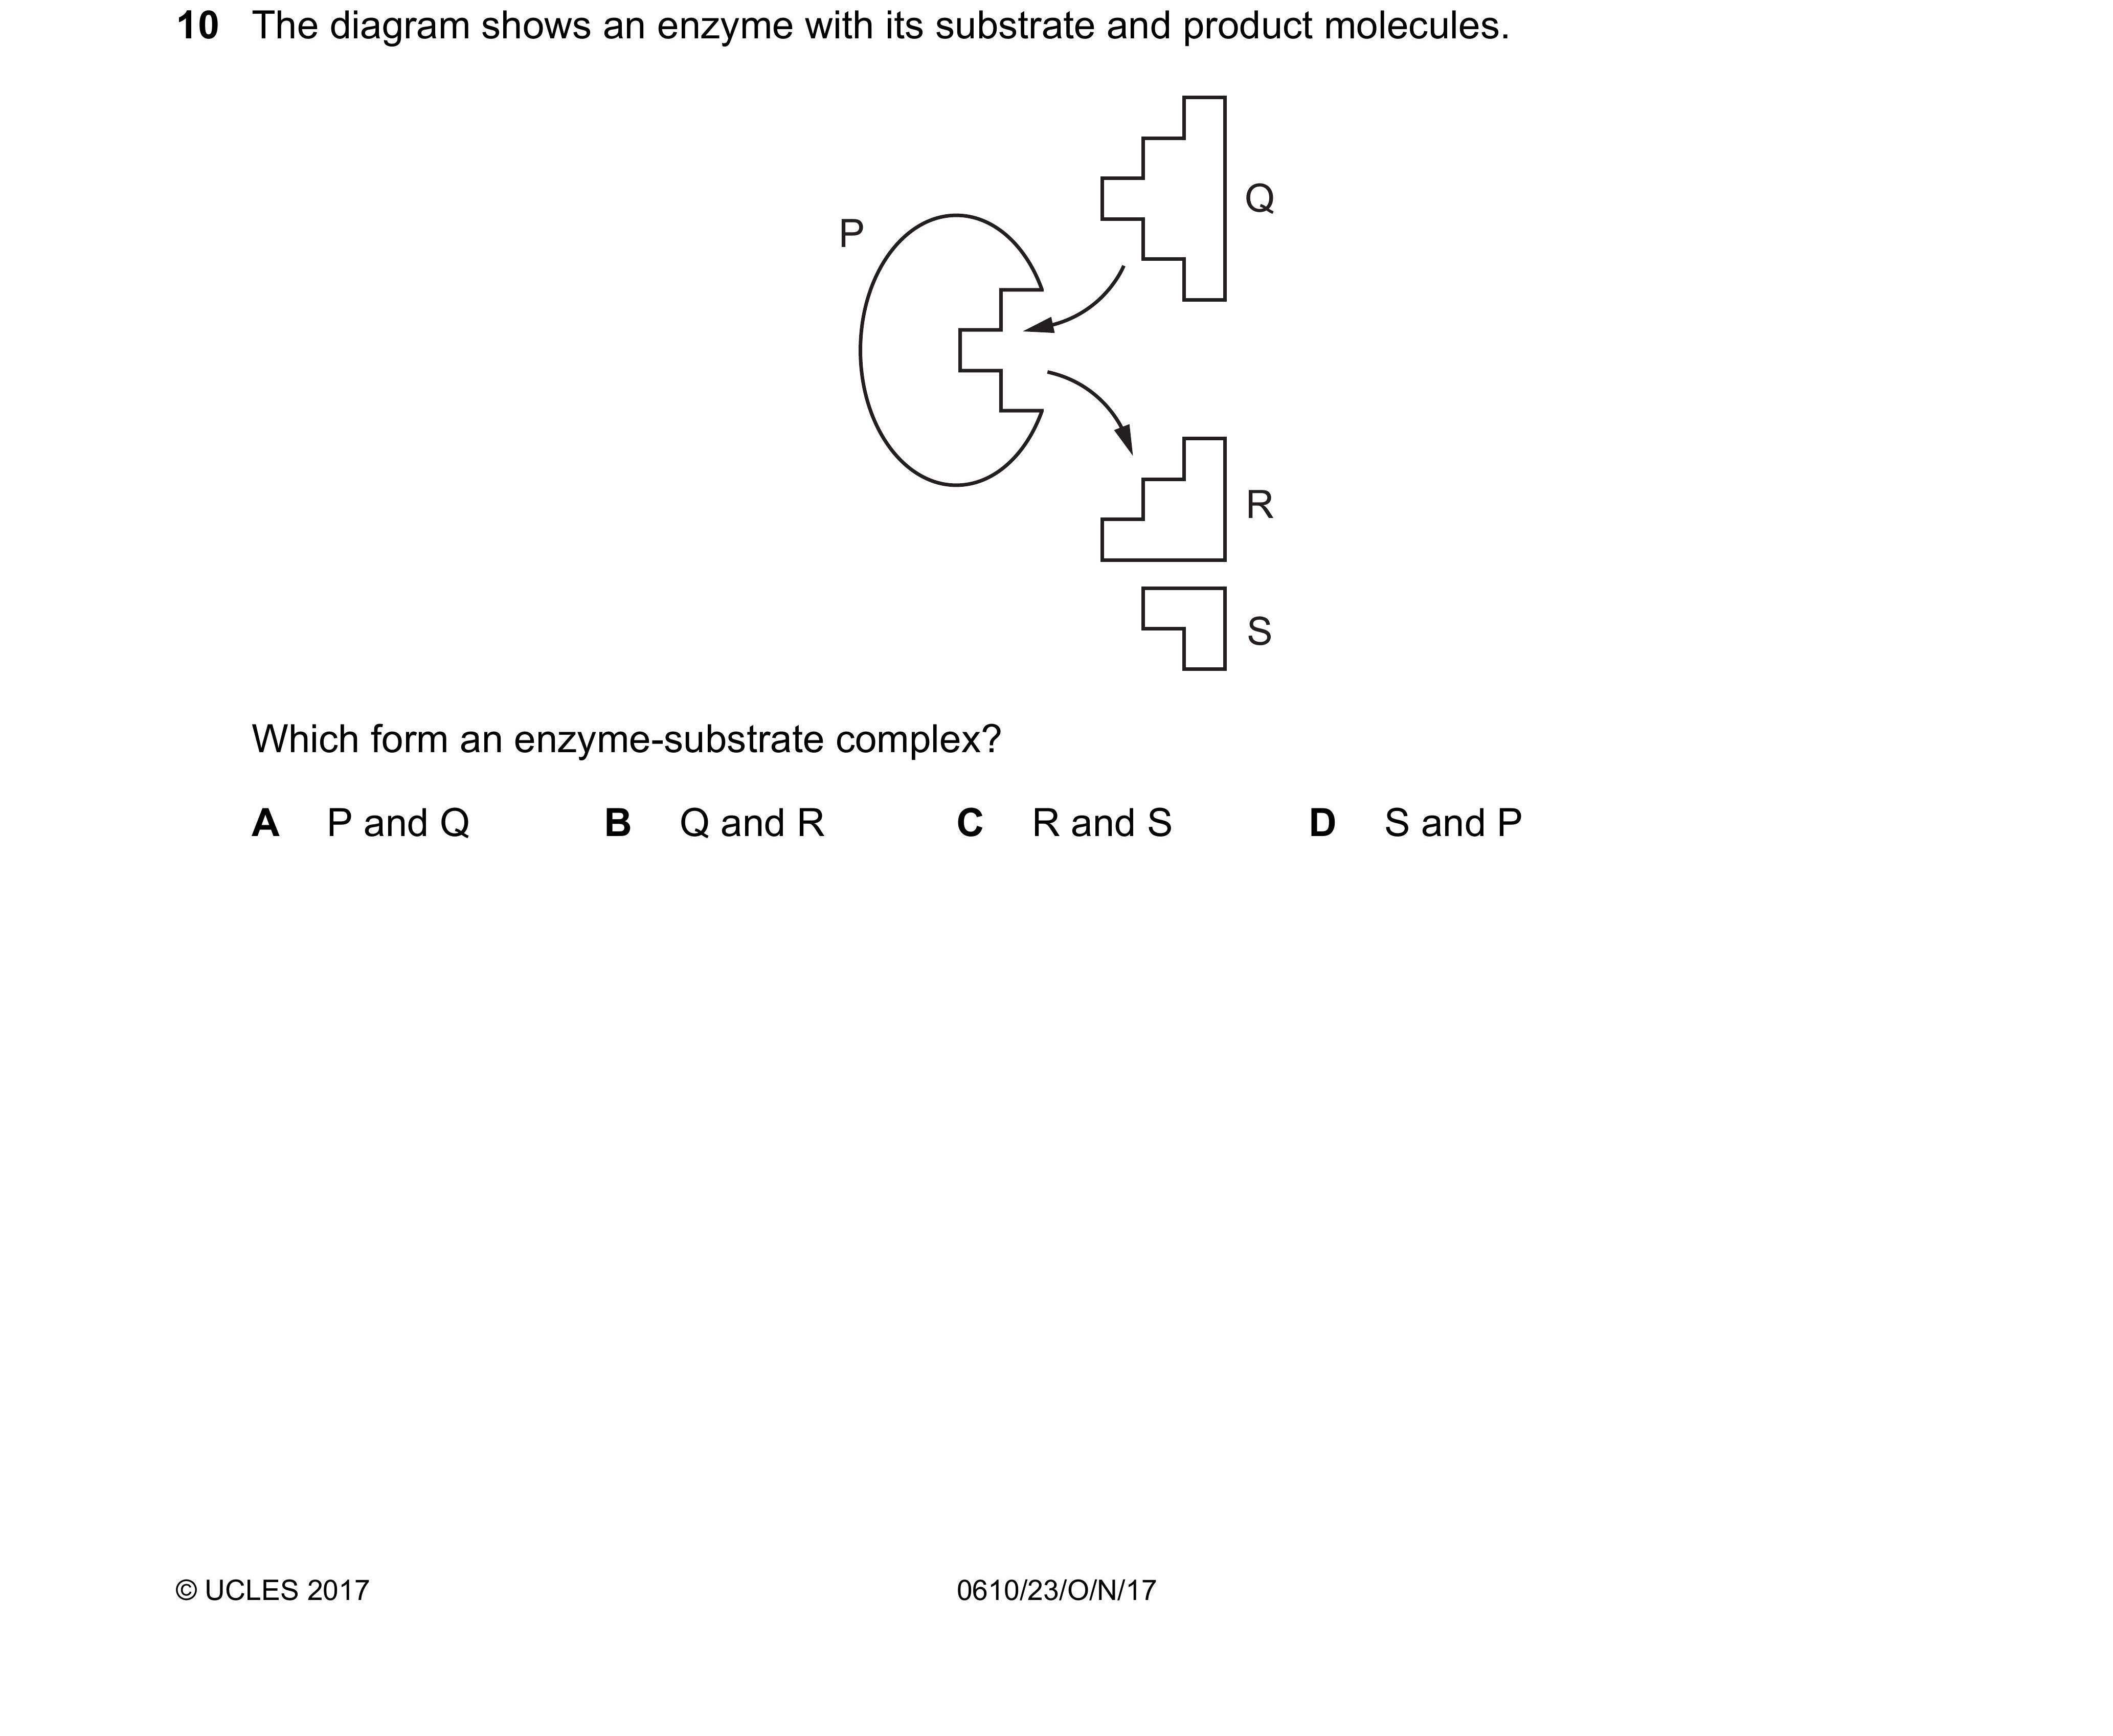 10 The diagram shows an enzyme with its substrate and product molecules.
P
Q
R
S
Which form an enzyme-substrate complex?
A P and Q B Q and R C R and S D S and P
© UCLES 2017 0610/23/O/N/17